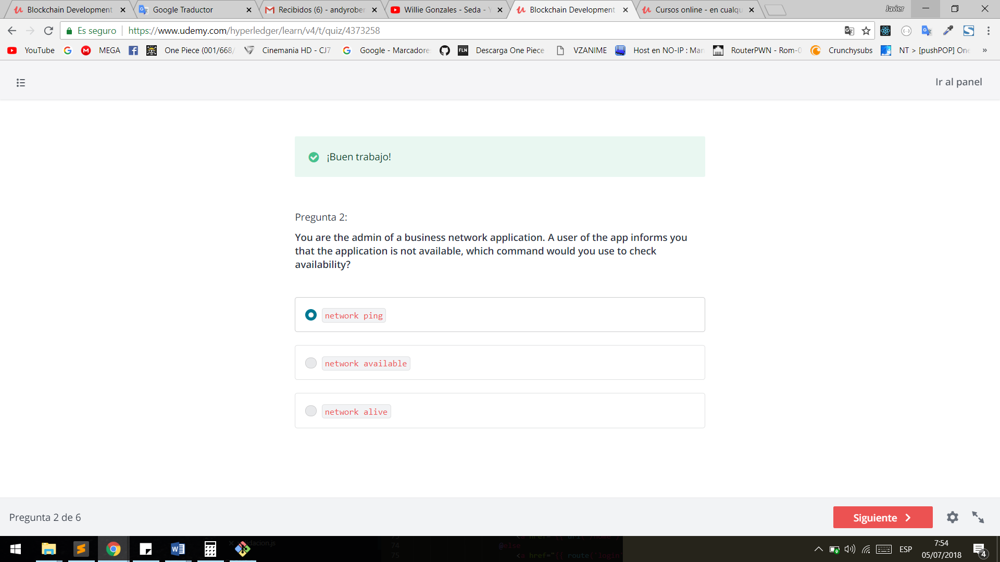 Blockchain Development
Google Traductor
Recibidos (6) - andyrober
Willie Gonzales - Seda -
Blockchain Development
Cursos online - en cualqu
Javier
Es seguro
https://www.udemy.com/hyperledger/learn/v4/t/quiz/4373258
YouTube
MEGA
One Piece (001/668/
Cinemania HD - CJ7
Google - Marcadore
FLN
Descarga One Piece
VZANIME
Host en NO-IP : Man
RouterPWN - Rom-0
Crunchysubs
NT > [pushPOP] One
»
Ir al panel
¡Buen trabajo!
Pregunta 2:
You are the admin of a business network application. A user of the app informs you
that the application is not available, which command would you use to check
availability?
network ping
network available
network alive
Pregunta 2 de 6
Siguiente
74
@else
75
ESP
7:54
05/07/2018
4